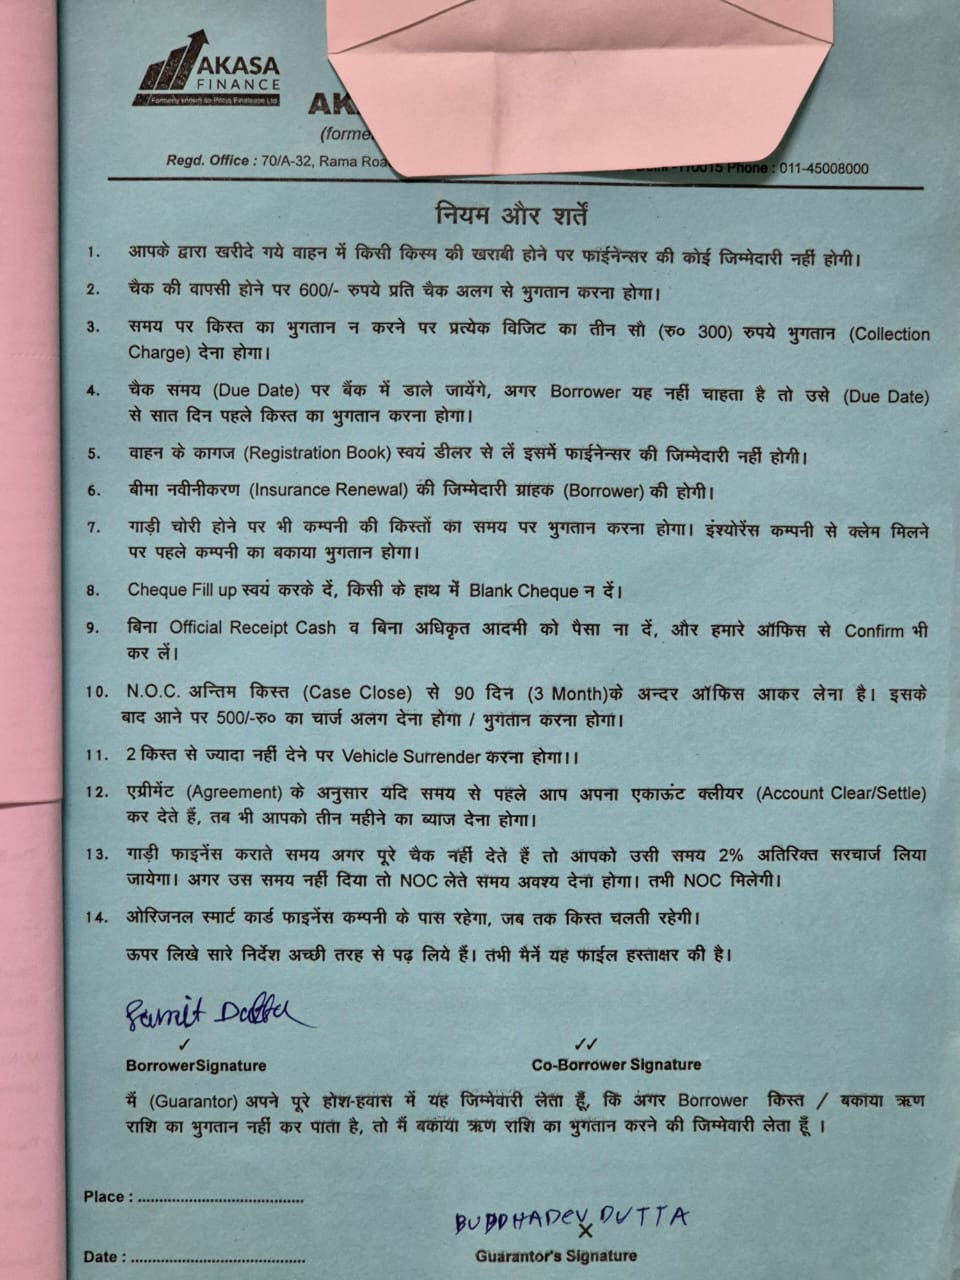 AKASA
FINANCE
Formerly known as Pitcis Finelease Ltd.
AK
(forme
Regd. Office : 70/A-32, Rama Roa
-110015 Phone : 011-45008000
नियम और शर्तें
1. आपके द्वारा खरीदे गये वाहन में किसी किस्म की खराबी होने पर फाईनेन्सर की कोई जिम्मेदारी नहीं होगी।
2. चैक की वापसी होने पर 600/- रुपये प्रति चैक अलग से भुगतान करना होगा।
3. समय पर किस्त का भुगतान न करने पर प्रत्येक विजिट का तीन सौ (रु० 300) रुपये भुगतान (Collection
Charge) देना होगा।
4. चैक समय (Due Date) पर बैंक में डाले जायेंगे, अगर Borrower यह नहीं चाहता है तो उसे (Due Date)
से सात दिन पहले किस्त का भुगतान करना होगा।
5. वाहन के कागज (Registration Book) स्वयं डीलर से लें इसमें फाईनेन्सर की जिम्मेदारी नहीं होगी।
6. बीमा नवीनीकरण (Insurance Renewal) की जिम्मेदारी ग्राहक (Borrower) की होगी।
7. गाड़ी चोरी होने पर भी कम्पनी की किस्तों का समय पर भुगतान करना होगा। इंश्योरेंस कम्पनी से क्लेम मिलने
पर पहले कम्पनी का बकाया भुगतान होगा।
8. Cheque Fill up स्वयं करके दें, किसी के हाथ में Blank Cheque न दें।
9. बिना Official Receipt Cash व बिना अधिकृत आदमी को पैसा ना दें, और हमारे ऑफिस से Confirm भी
कर लें।
10. N.O.C. अन्तिम किस्त (Case Close) से 90 दिन (3 Month)के अन्दर ऑफिस आकर लेना है। इसके
बाद आने पर 500/-रु० का चार्ज अलग देना होगा / भुगतान करना होगा।
11. 2 किस्त से ज्यादा नहीं देने पर Vehicle Surrender करना होगा।।
12. एग्रीमेंट (Agreement) के अनुसार यदि समय से पहले आप अपना एकाऊंट क्लीयर (Account Clear/Settle)
कर देते हैं, तब भी आपको तीन महीने का ब्याज देना होगा।
13. गाड़ी फाइनेंस कराते समय अगर पूरे चैक नहीं देते हैं तो आपको उसी समय 2% अतिरिक्त सरचार्ज लिया
जायेगा। अगर उस समय नहीं दिया तो NOC लेते समय अवश्य देना होगा। तभी NOC मिलेगी।
14. ओरिजनल स्मार्ट कार्ड फाइनेंस कम्पनी के पास रहेगा, जब तक किस्त चलती रहेगी।
ऊपर लिखे सारे निर्देश अच्छी तरह से पढ़ लिये हैं। तभी मैनें यह फाईल हस्ताक्षर की है।
Sumit Datta
BorrowerSignature
Co-Borrower Signature
मैं (Guarantor) अपने पूरे होश-हवास में यह जिम्मेवारी लेता हूँ, कि अगर Borrower किस्त / बकाया ऋण
राशि का भुगतान नहीं कर पाता है, तो मैं बकाया ऋण राशि का भुगतान करने की जिम्मेवारी लेता हूँ ।
Place : ......................................
BUDDHADEV DUTTA
Date : ........................................
Guarantor's Signature